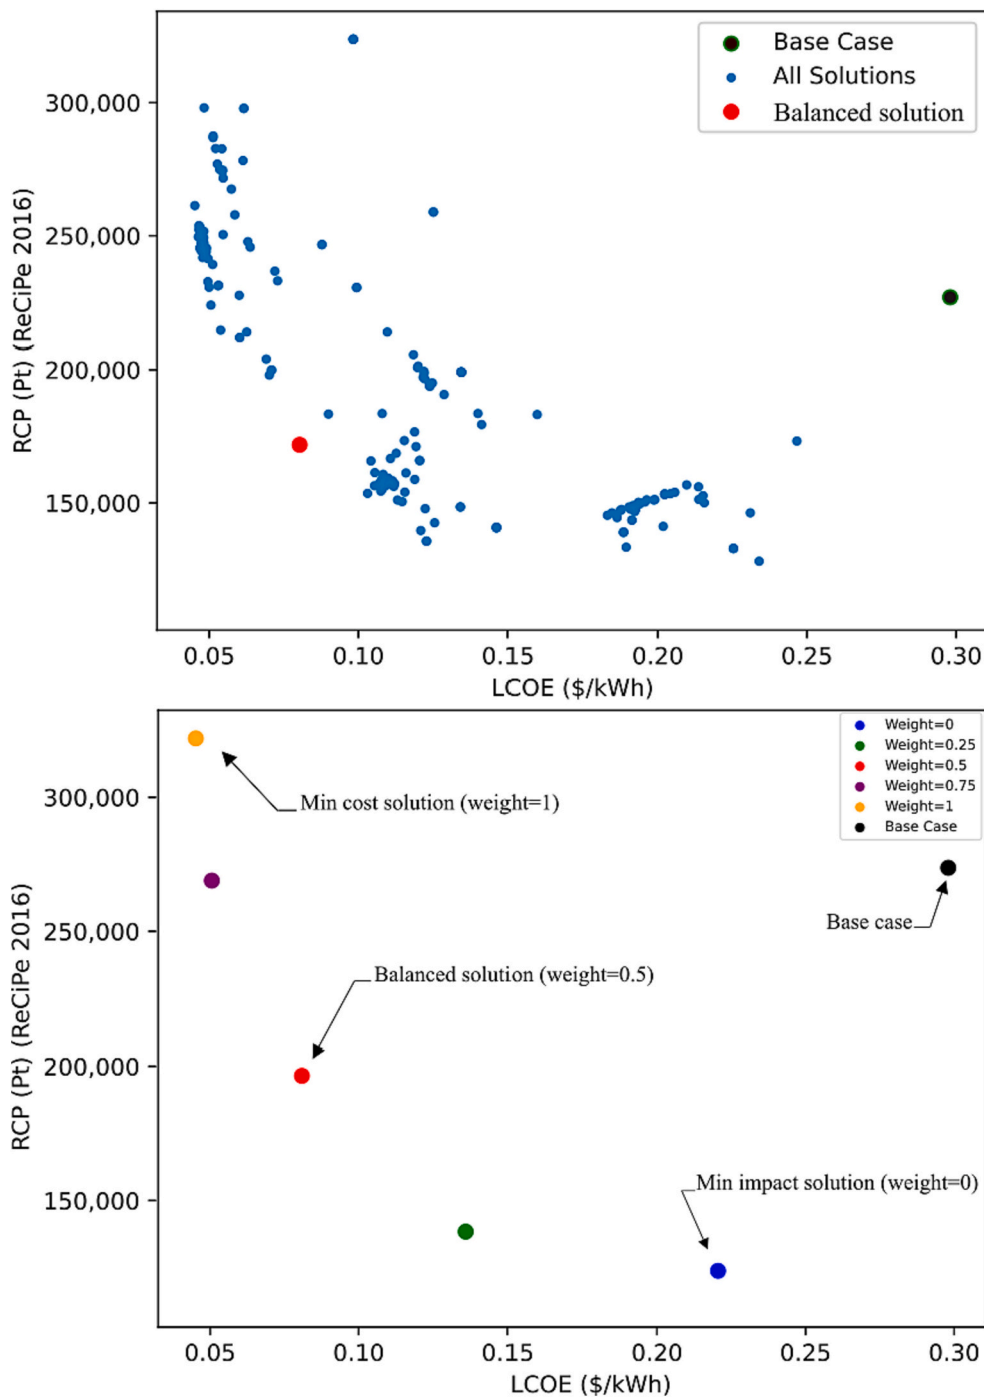 Base Case
All Solutions
Balanced solution
300,000
250,000
200,000
150,000
RCP (Pt) (ReCiPe 2016)
0.05 0.10 0.15 0.20 0.25 0.30
LCOE ($/kWh)
Weight=0
Weight=0.25
Weight=0.5
Weight=0.75
Weight=1
Base Case
Min cost solution (weight=1)
Base case
Balanced solution (weight=0.5)
Min impact solution (weight=0)
300,000
250,000
200,000
150,000
RCP (Pt) (ReCiPe 2016)
0.05 0.10 0.15 0.20 0.25 0.30
LCOE ($/kWh)